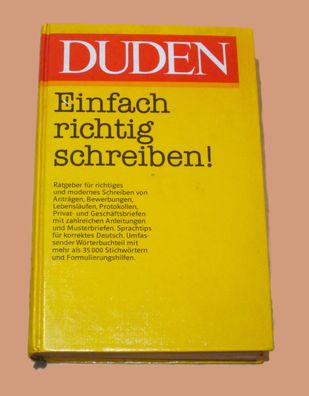 DUDEN
Einfach
richtig
schreiben!
Ratgeber für richtiges
und modernes Schreiben von
Anträgen, Bewerbungen,
Lebensläufen, Protokollen,
Privat- und Geschäftsbriefen
mit zahlreichen Anleitungen
und Musterbriefen. Sprachtips
für korrektes Deutsch. Umfas-
sender Wörterbuchteil mit
mehr als 35 000 Stichwörtern
und Formulierungshilfen.